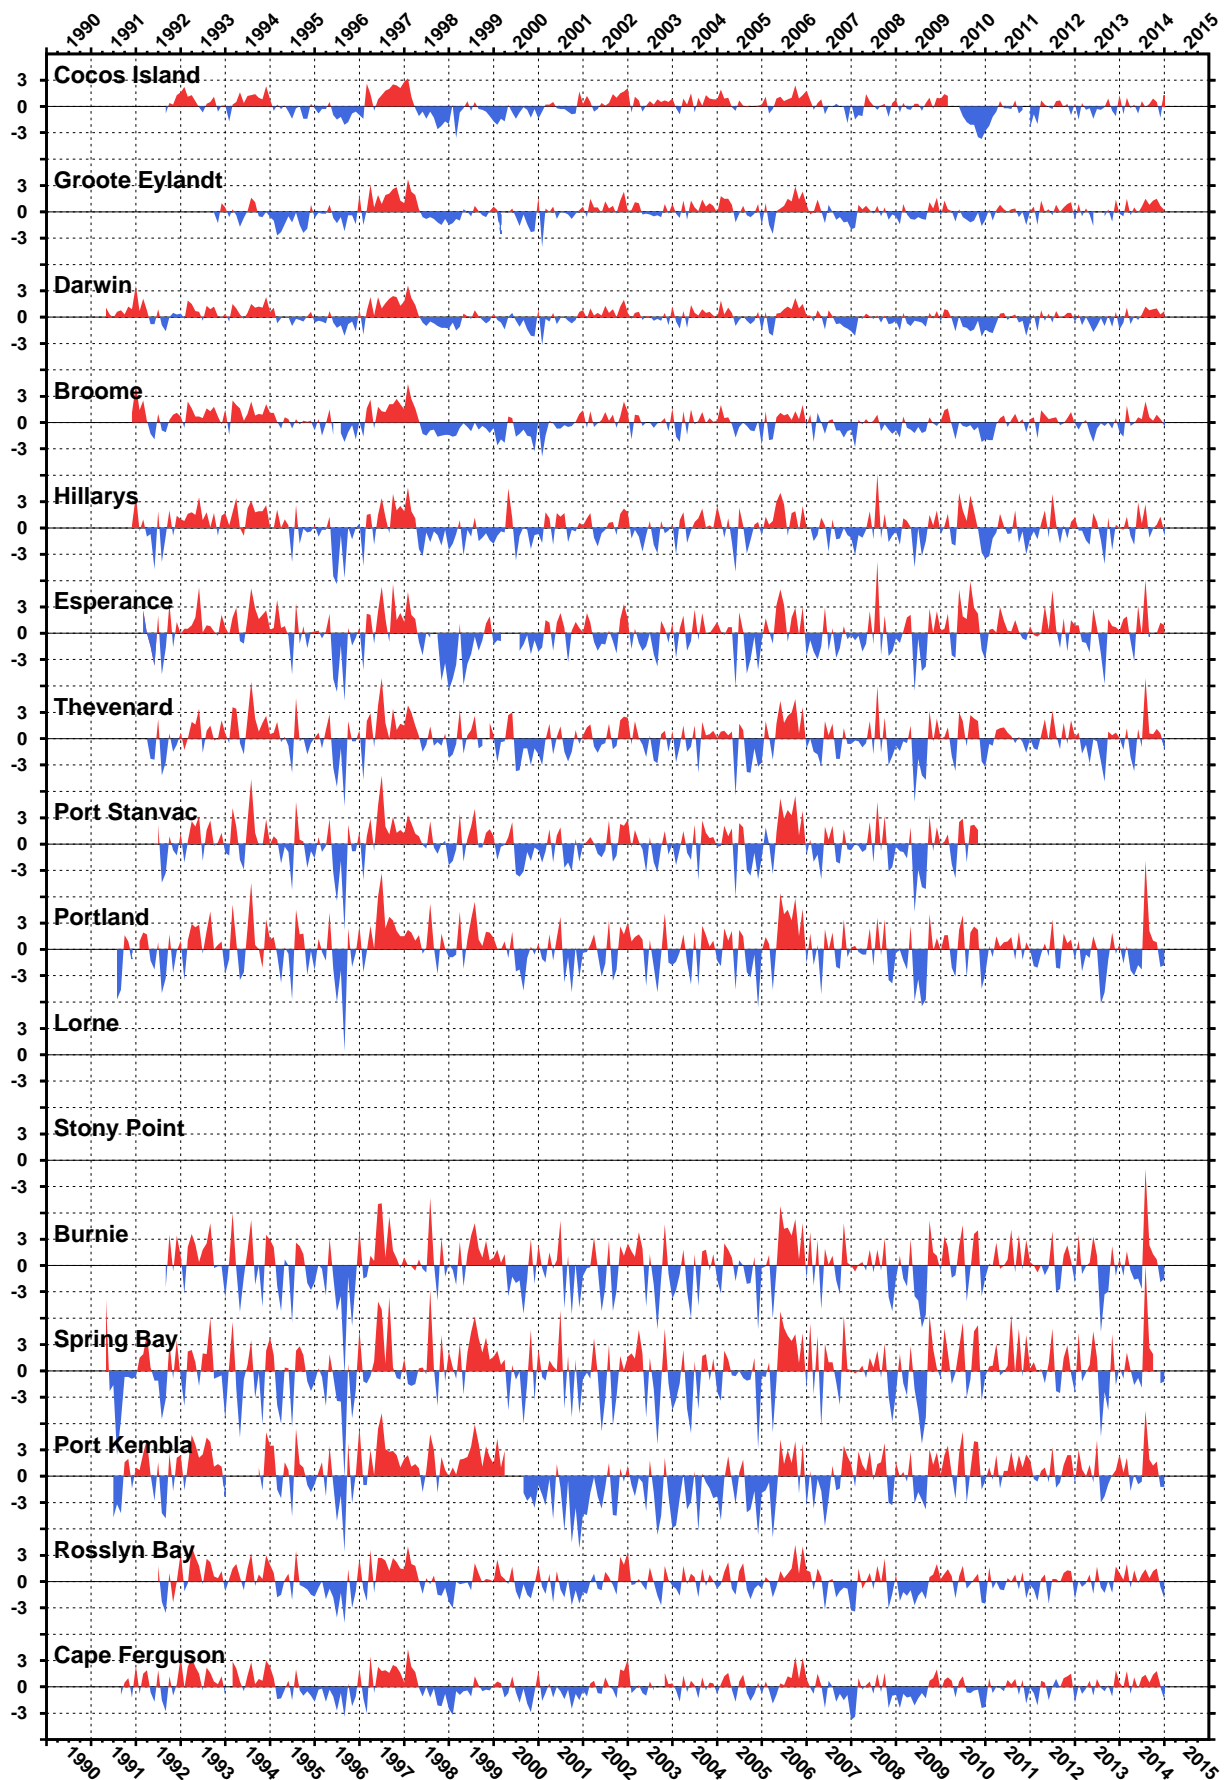 1990 1991 1992 1993 1994 1995 1996 1997 1998 1999 2000 2001 2002 2003 2004 2005 2006 2007 2008 2009 2010 2011 2012 2013 2014 2015
Cocos Island
3
0
-3
Groote Eylandt
3
0
-3
Darwin
3
0
-3
Broome
3
0
-3
Hillarys
3
0
-3
Esperance
3
0
-3
Thevenard
3
0
-3
Port Stanvac
3
0
-3
Portland
3
0
-3
Lorne
3
0
-3
Stony Point
3
0
-3
Burnie
3
0
-3
Spring Bay
3
0
-3
Port Kembla
3
0
-3
Rosslyn Bay
3
0
-3
Cape Ferguson
3
0
-3
1990 1991 1992 1993 1994 1995 1996 1997 1998 1999 2000 2001 2002 2003 2004 2005 2006 2007 2008 2009 2010 2011 2012 2013 2014 2015